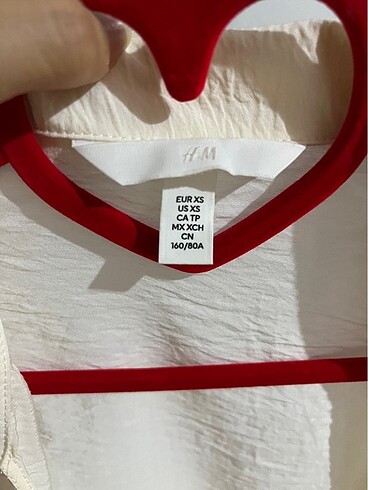 H&M
EUR XS
US XS
CA TP
MX XCH
CN
160/80A